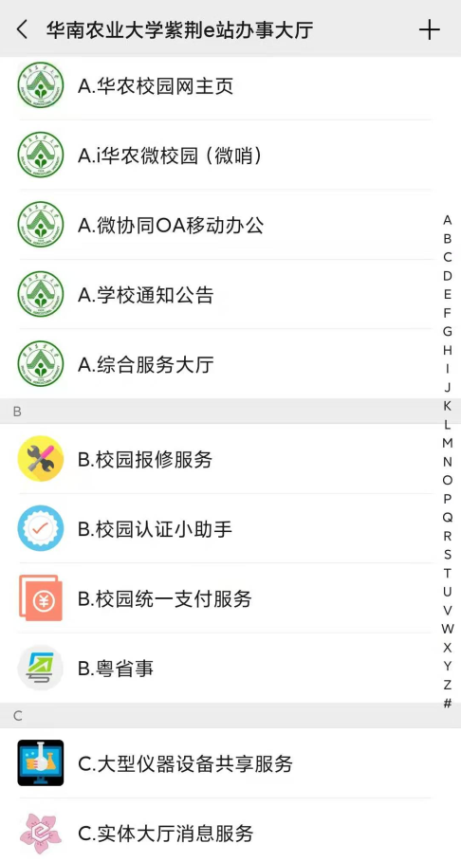 华南农业大学紫荆e站办事大厅
A.华农校园网主页
A.i华农微校园（微哨）
A.微协同OA移动办公
A.学校通知公告
A.综合服务大厅
B
B.校园报修服务
B.校园认证小助手
B.校园统一支付服务
B.粤省事
C
C.大型仪器设备共享服务
C.实体大厅消息服务
A
B
C
D
E
F
G
H
I
J
K
L
M
N
O
P
Q
R
S
T
U
V
W
X
Y
Z
#